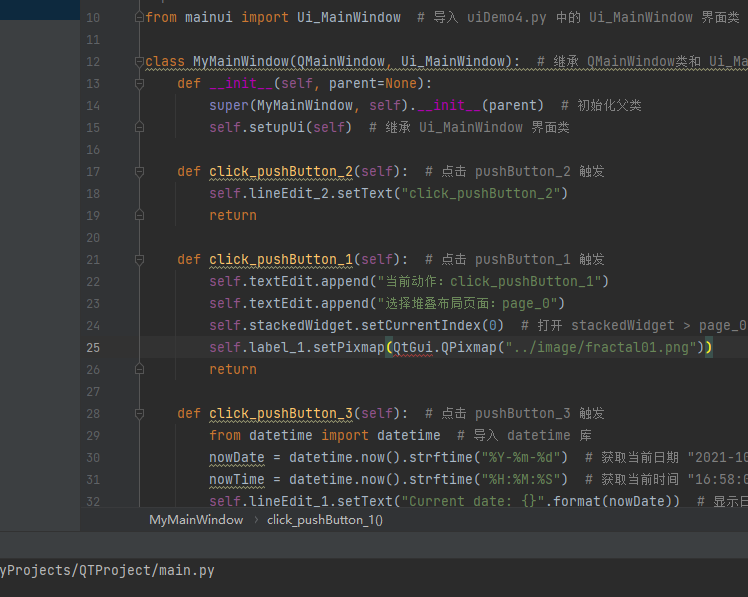 10 from mainui import Ui_MainWindow  # 导入 uiDemo4.py 中的 Ui_MainWindow 界面类
11
12 class MyMainWindow(QMainWindow, Ui_MainWindow):  # 继承 QMainWindow类和 Ui_Ma
13 def __init__(self, parent=None):
14 super(MyMainWindow, self).__init__(parent)  # 初始化父类
15 self.setupUi(self)  # 继承 Ui_MainWindow 界面类
16
17 def click_pushButton_2(self):  # 点击 pushButton_2 触发
18 self.lineEdit_2.setText("click_pushButton_2")
19 return
20
21 def click_pushButton_1(self):  # 点击 pushButton_1 触发
22 self.textEdit.append("当前动作：click_pushButton_1")
23 self.textEdit.append("选择堆叠布局页面：page_0")
24 self.stackedWidget.setCurrentIndex(0)  # 打开 stackedWidget > page_0
25 self.label_1.setPixmap(QtGui.QPixmap("../image/fractal01.png"))
26 return
27
28 def click_pushButton_3(self):  # 点击 pushButton_3 触发
29 from datetime import datetime  # 导入 datetime 库
30 nowDate = datetime.now().strftime("%Y-%m-%d")  # 获取当前日期 "2021-10
31 nowTime = datetime.now().strftime("%H:%M:%S")  # 获取当前时间 "16:58:0
32 self.lineEdit_1.setText("Current date: {}".format(nowDate))  # 显示日
MyMainWindow › click_pushButton_1()
yProjects/QTProject/main.py